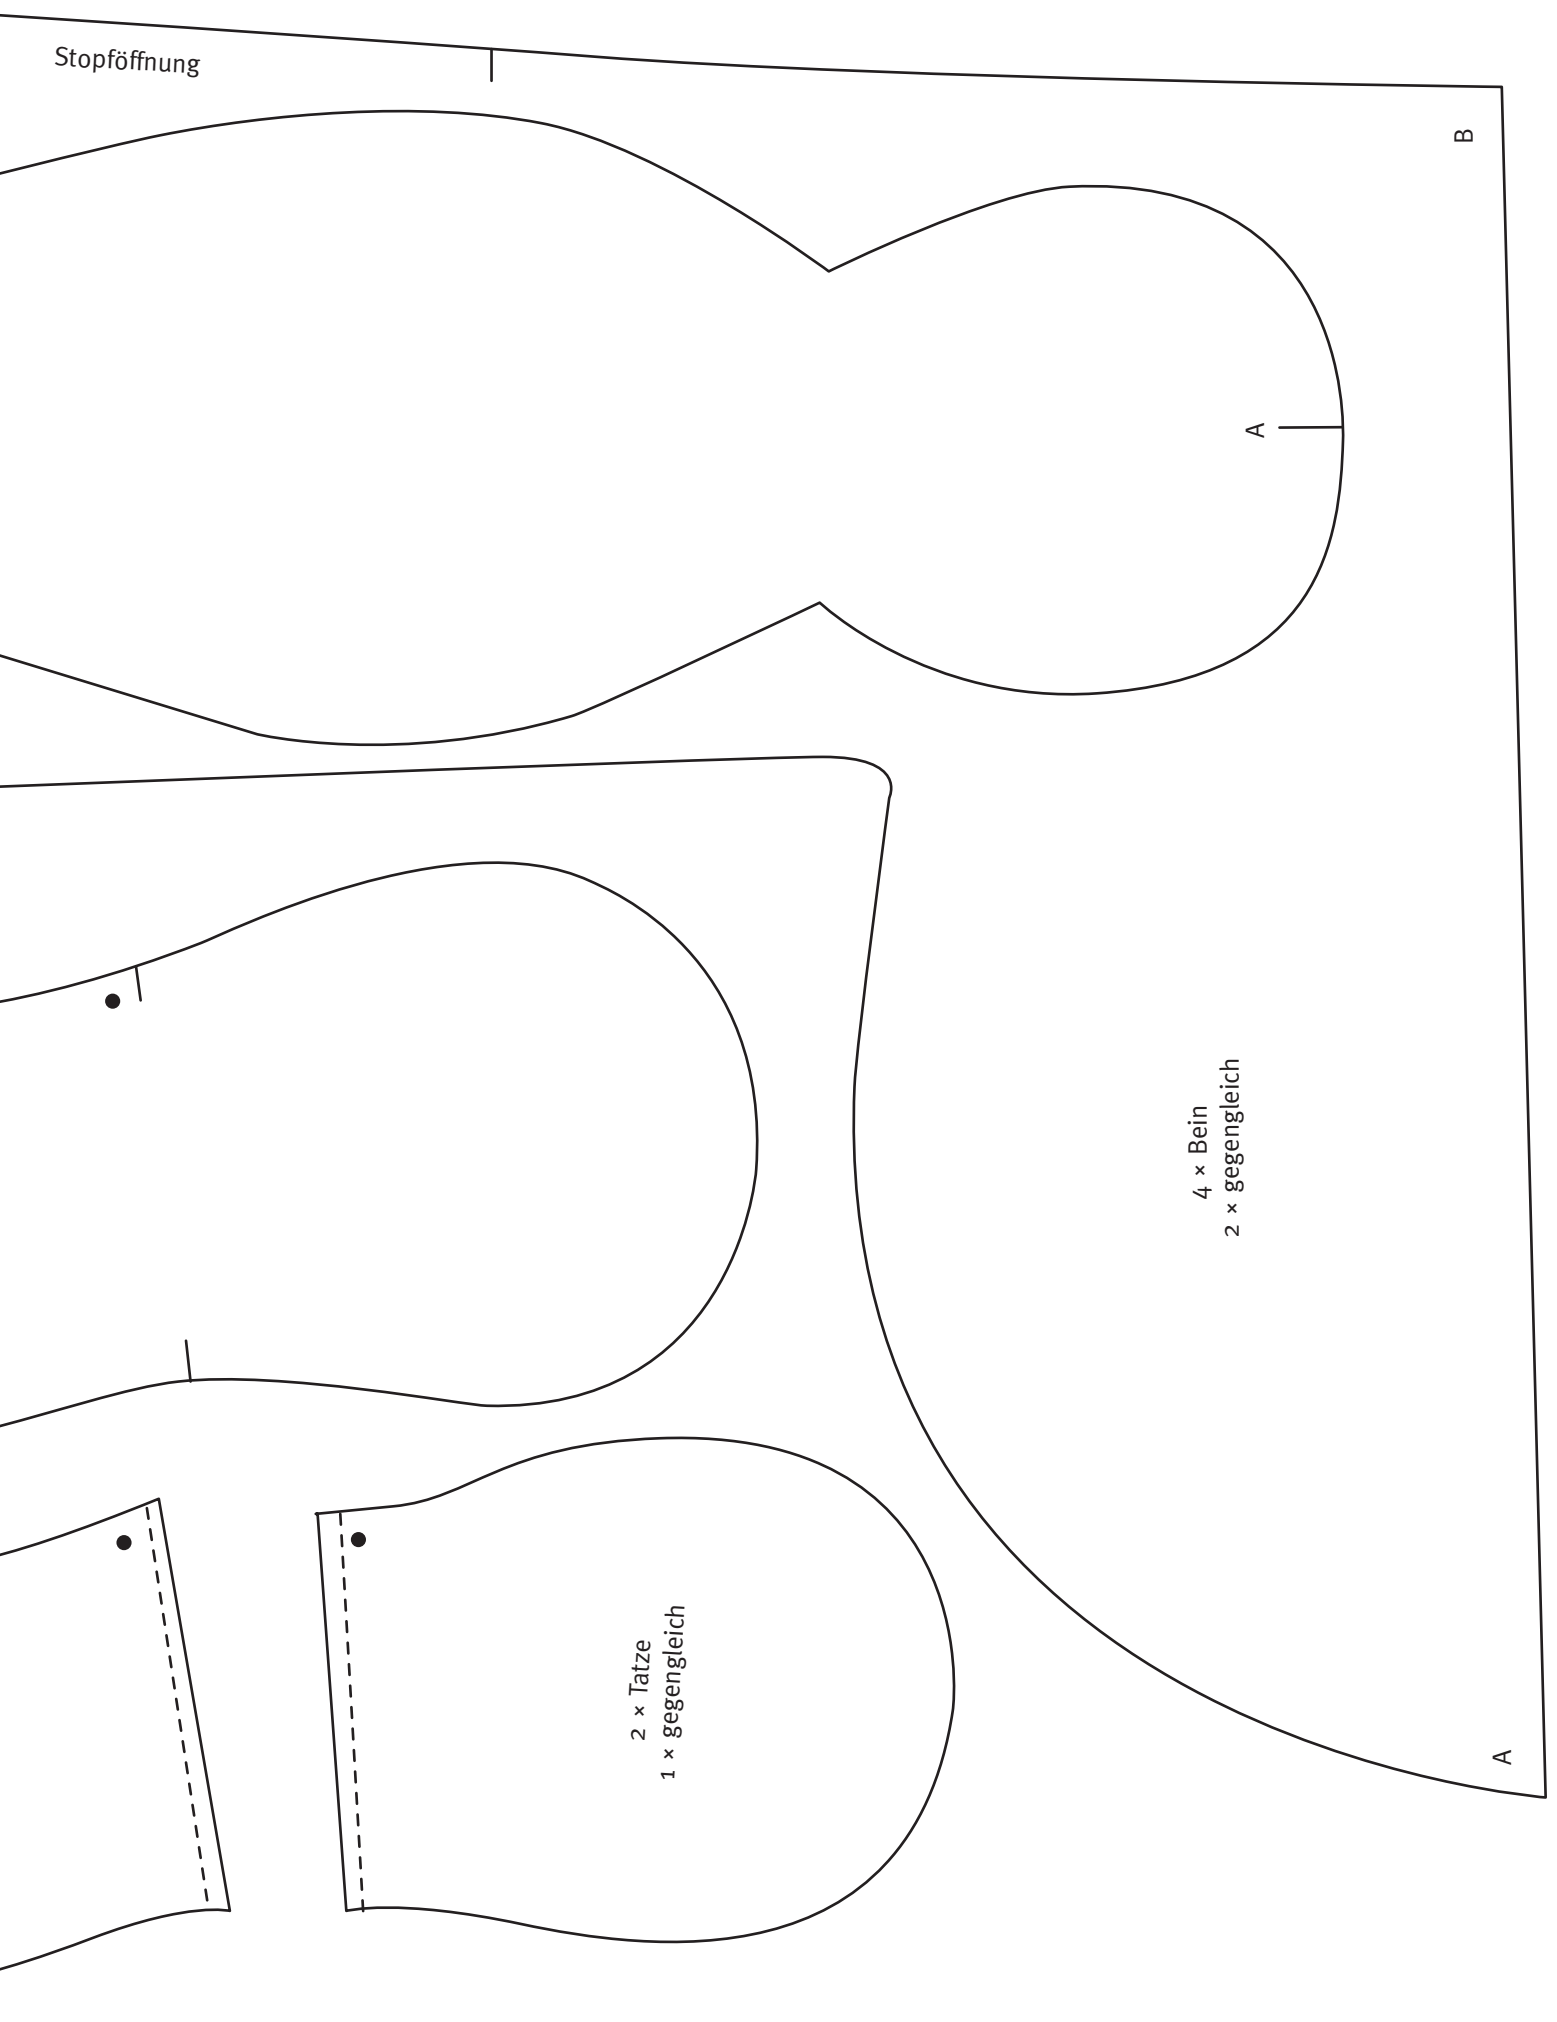 Stopföffnung
B
A
4 × Bein
2 × gegengleich
2 × Tatze
1 × gegengleich
A